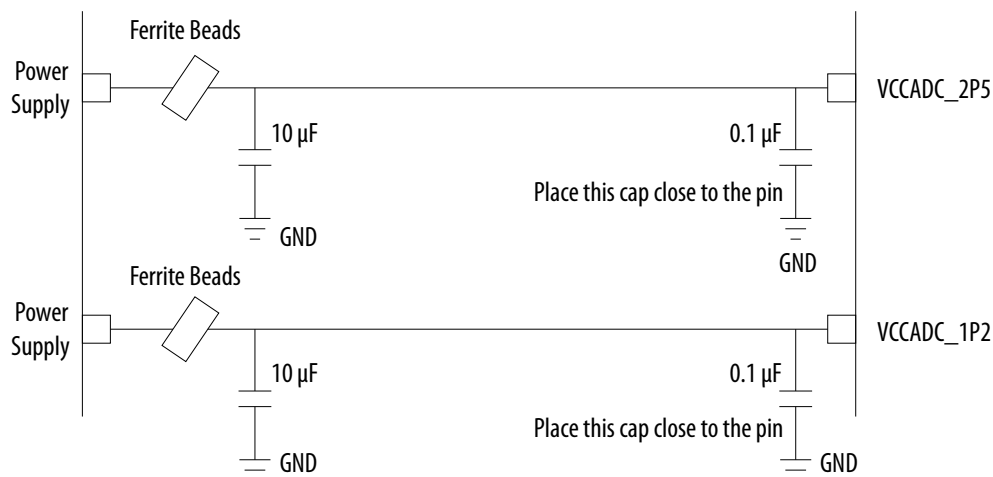 Ferrite Beads
Power
Supply
VCCADC_2P5
10 µF
0.1 µF
Place this cap close to the pin
GND
GND
Ferrite Beads
Power
Supply
VCCADC_1P2
10 µF
0.1 µF
Place this cap close to the pin
GND
GND